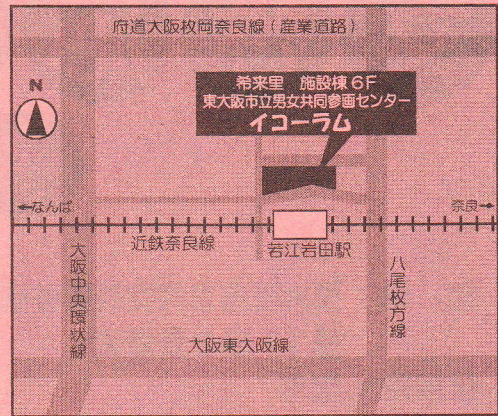 府道大阪枚岡奈良線(産業道路)
N
希来里 施設棟6F
東大阪市立男女共同参画センター
イコーラム
←なんば
奈良→
近鉄奈良線
若江岩田駅
大阪中央環状線
八尾枚方線
大阪東大阪線